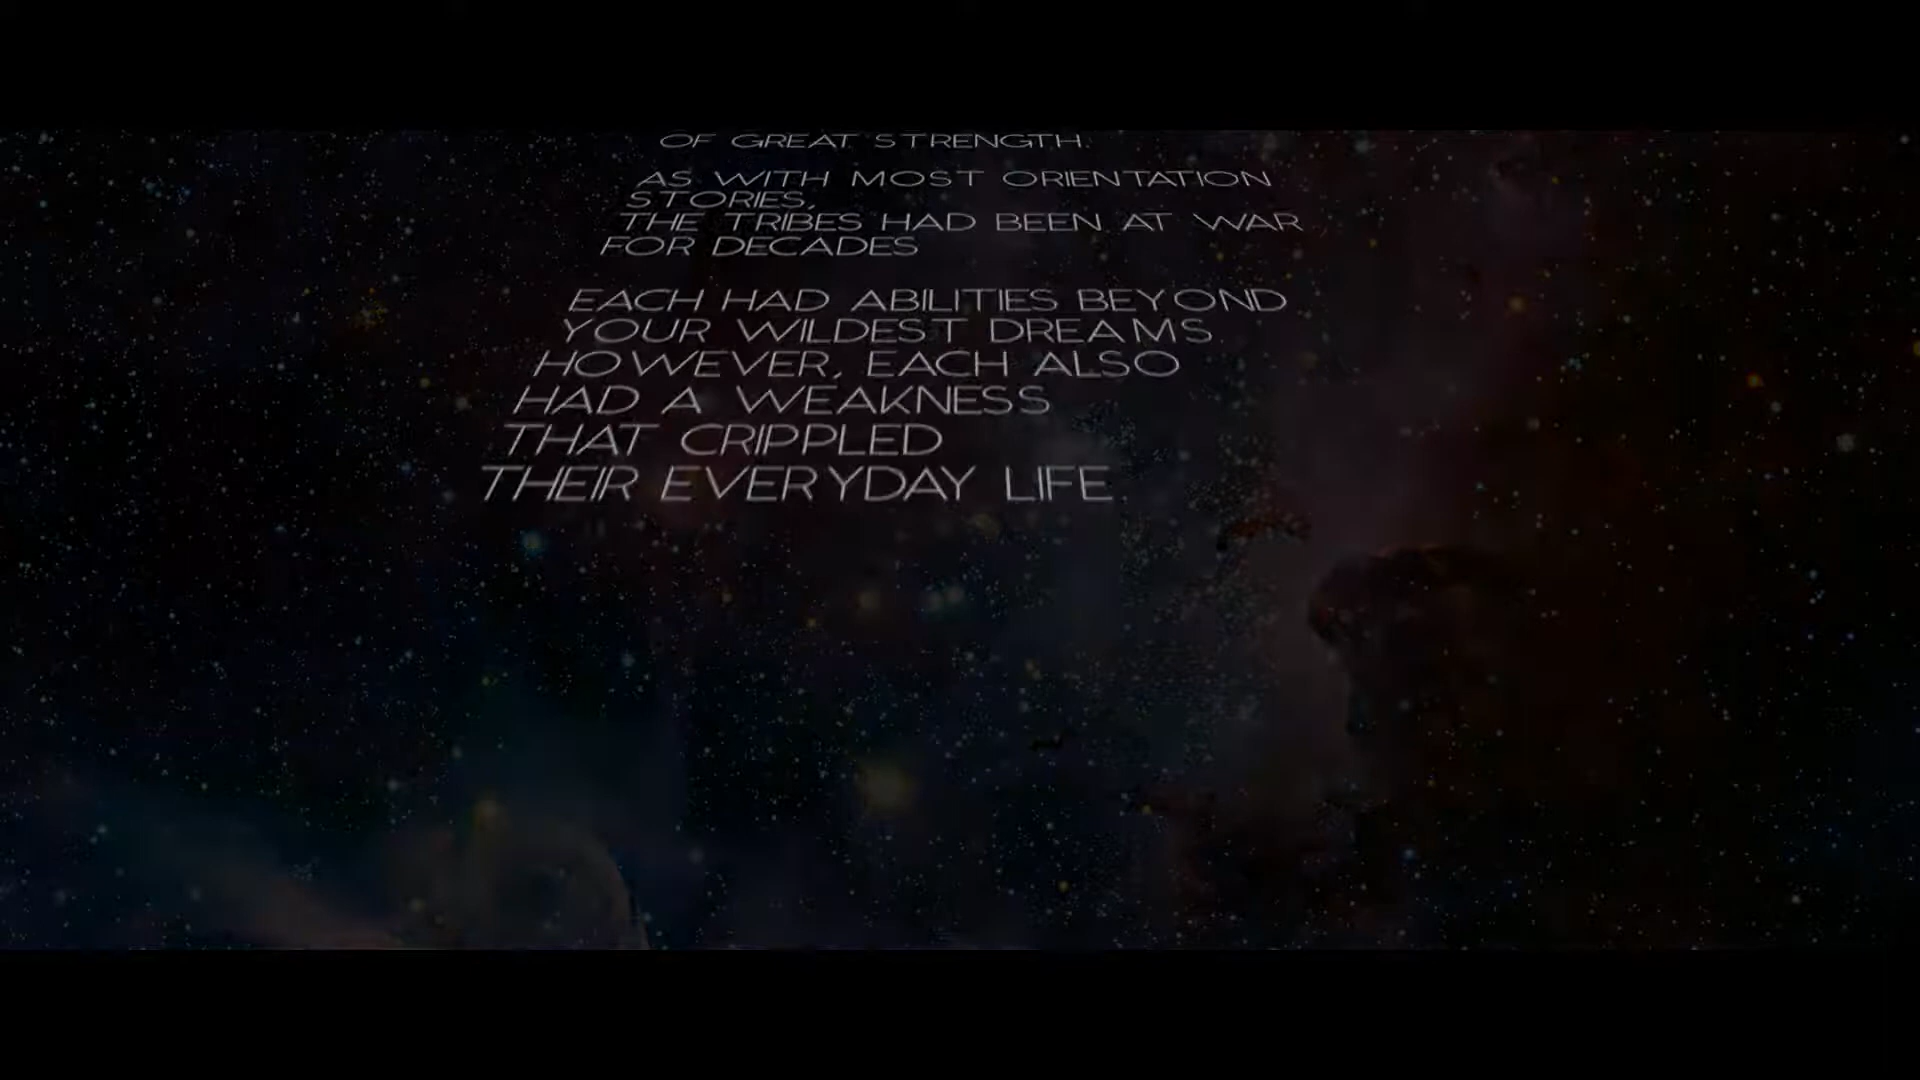 OF GREAT STRENGTH.
AS WITH MOST ORIENTATION
STORIES,
THE TRIBES HAD BEEN AT WAR
FOR DECADES
EACH HAD ABILITIES BEYOND
YOUR WILDEST DREAMS.
HOWEVER, EACH ALSO
HAD A WEAKNESS
THAT CRIPPLED
THEIR EVERYDAY LIFE.